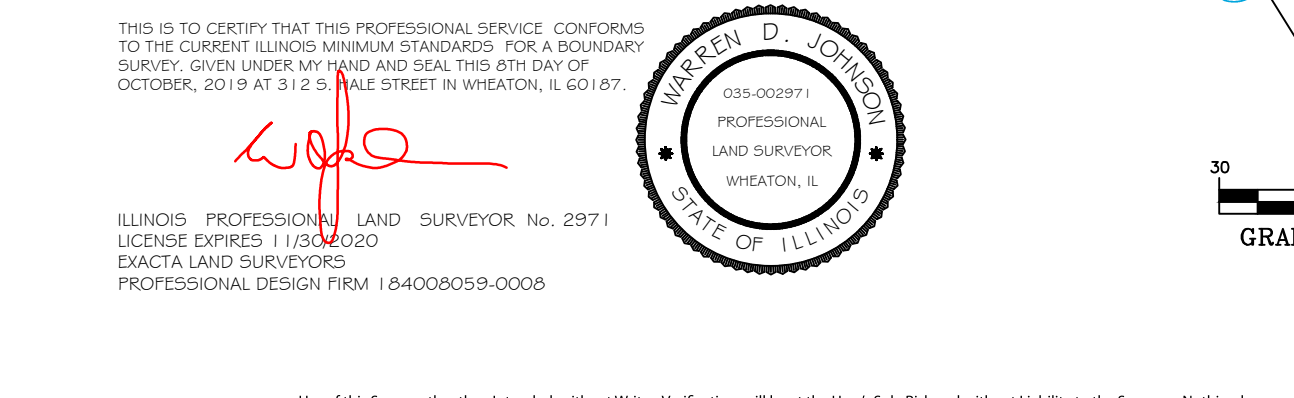 THIS IS TO CERTIFY THAT THIS PROFESSIONAL SERVICE CONFORMS
TO THE CURRENT ILLINOIS MINIMUM STANDARDS FOR A BOUNDARY
SURVEY. GIVEN UNDER MY HAND AND SEAL THIS 8TH DAY OF
OCTOBER, 2019 AT 312 S. HALE STREET IN WHEATON, IL 60187.
ILLINOIS PROFESSIONAL LAND SURVEYOR No. 2971
LICENSE EXPIRES 11/30/2020
EXACTA LAND SURVEYORS
PROFESSIONAL DESIGN FIRM 184008059-0008
WARREN D. JOHNSON
035-002971
PROFESSIONAL
LAND SURVEYOR
WHEATON, IL
STATE OF ILLINOIS
30